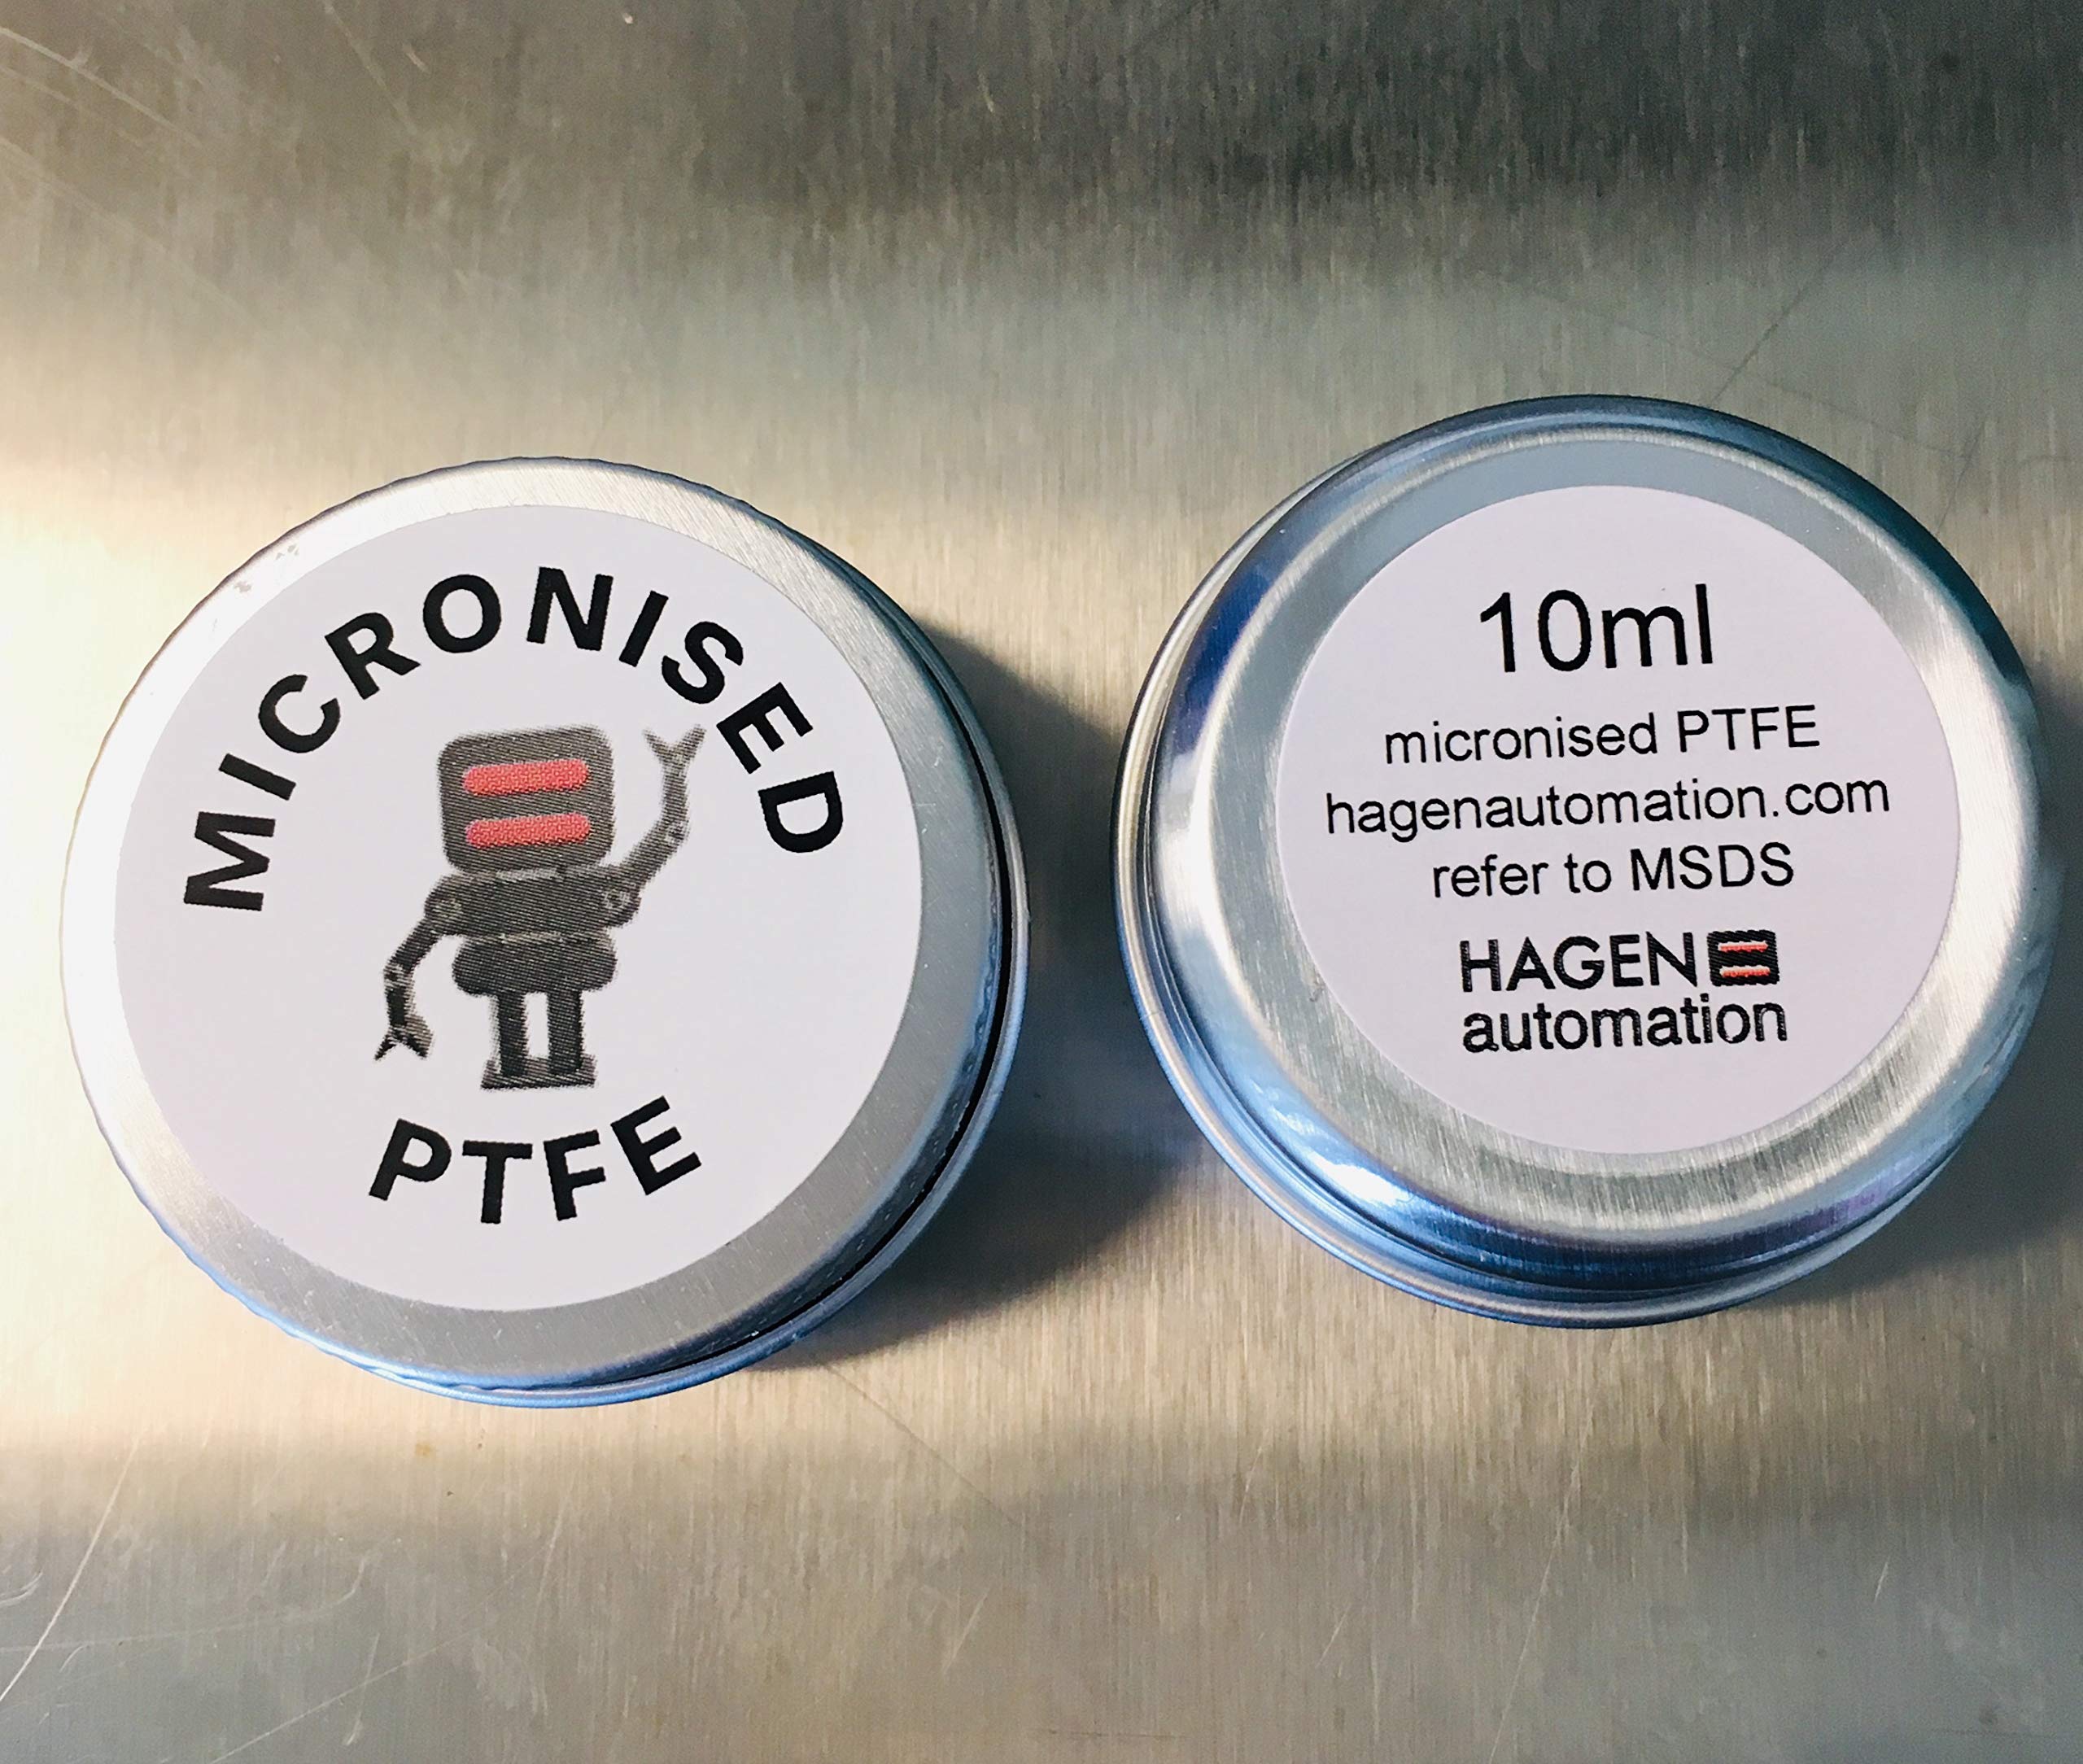 MICRONISED
PTFE
10ml
micronised PTFE
hagenautomation.com
refer to MSDS
HAGEN
automation